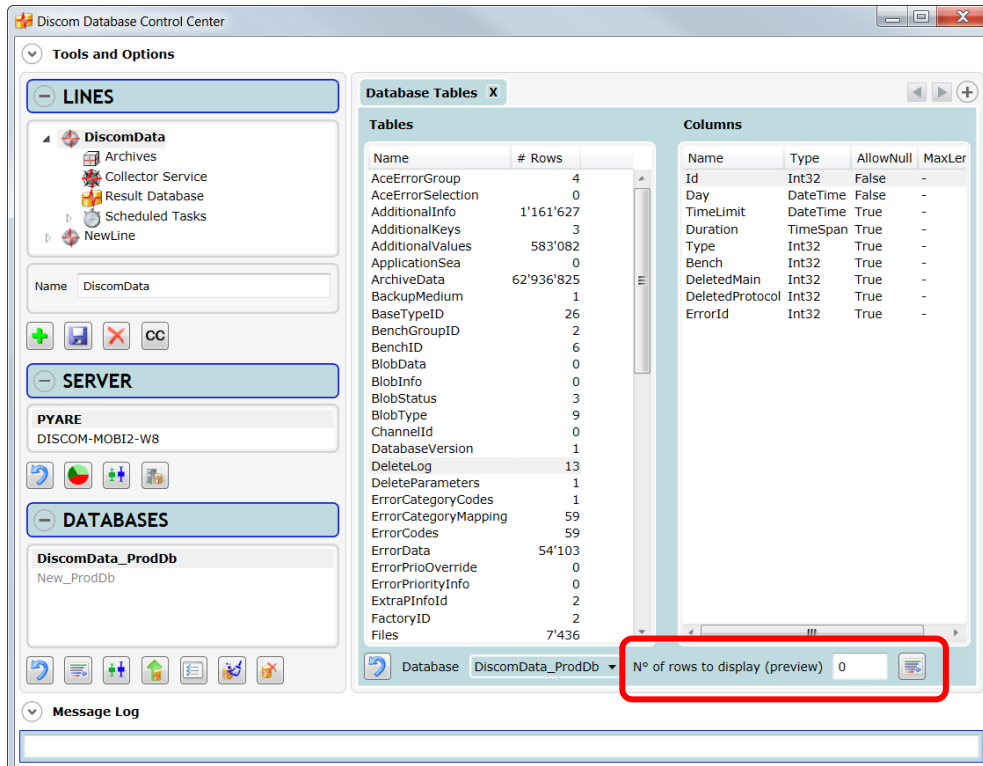 Discom Database Control Center
Tools and Options
LINES
DiscomData
Archives
Collector Service
Result Database
Scheduled Tasks
NewLine
Name DiscomData
CC
SERVER
PYARE
DISCOM-MOBI2-W8
DATABASES
DiscomData_ProdDb
New_ProdDb
Database Tables X
Tables
Name # Rows
AceErrorGroup 4
AceErrorSelection 0
AdditionalInfo 1'161'627
AdditionalKeys 3
AdditionalValues 583'082
ApplicationSea 0
ArchiveData 62'936'825
BackupMedium 1
BaseTypeID 26
BenchGroupID 2
BenchID 6
BlobData 0
BlobInfo 0
BlobStatus 3
BlobType 9
ChannelId 0
DatabaseVersion 1
DeleteLog 13
DeleteParameters 1
ErrorCategoryCodes 1
ErrorCategoryMapping 59
ErrorCodes 59
ErrorData 54'103
ErrorPrioOverride 0
ErrorPriorityInfo 0
ExtraPInfoId 2
FactoryID 2
Files 7'436
Columns
Name Type AllowNull MaxLer
Id Int32 False -
Day DateTime False -
TimeLimit DateTime True -
Duration TimeSpan True -
Type Int32 True -
Bench Int32 True -
DeletedMain Int32 True -
DeletedProtocol Int32 True -
ErrorId Int32 True -
Database DiscomData_ProdDb N° of rows to display (preview) 0
Message Log